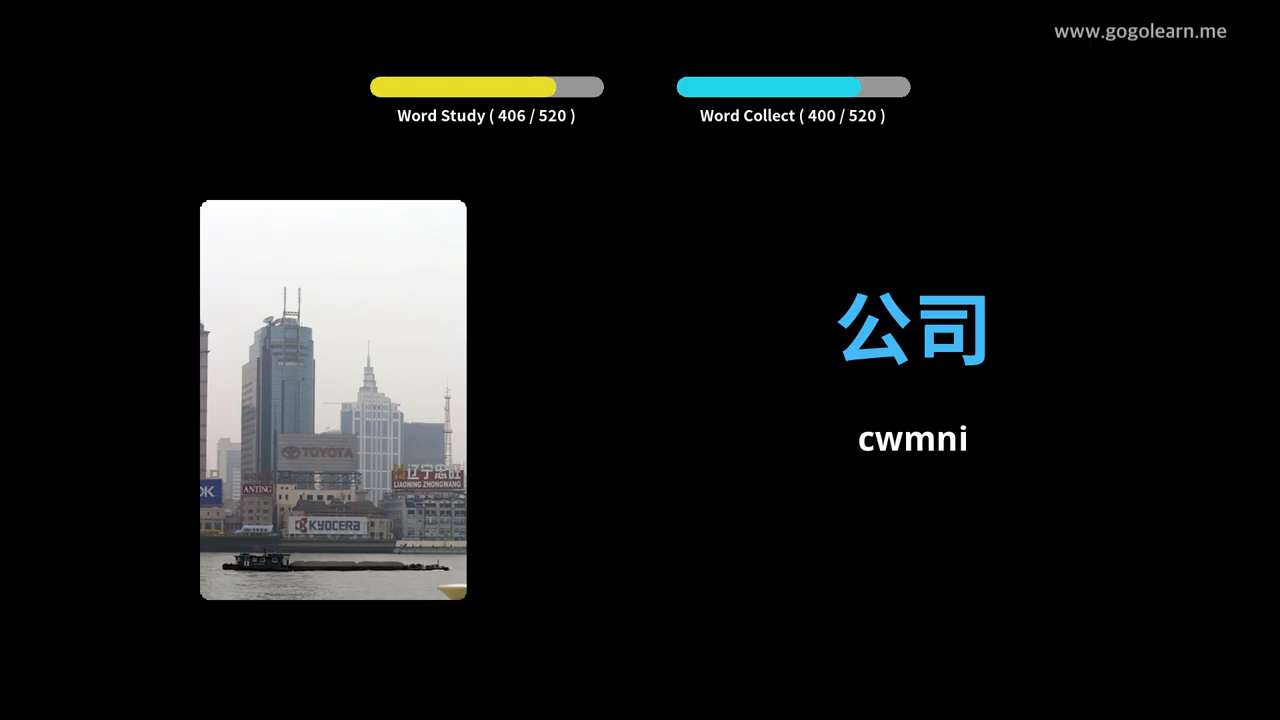 www.gogolearn.me
Word Study ( 406 / 520 )
Word Collect ( 400 / 520 )
公司
cwmni
TOYOTA
辽宁忠旺
LIAONING ZHONGWANG
OK
ANTING
KYOCERA